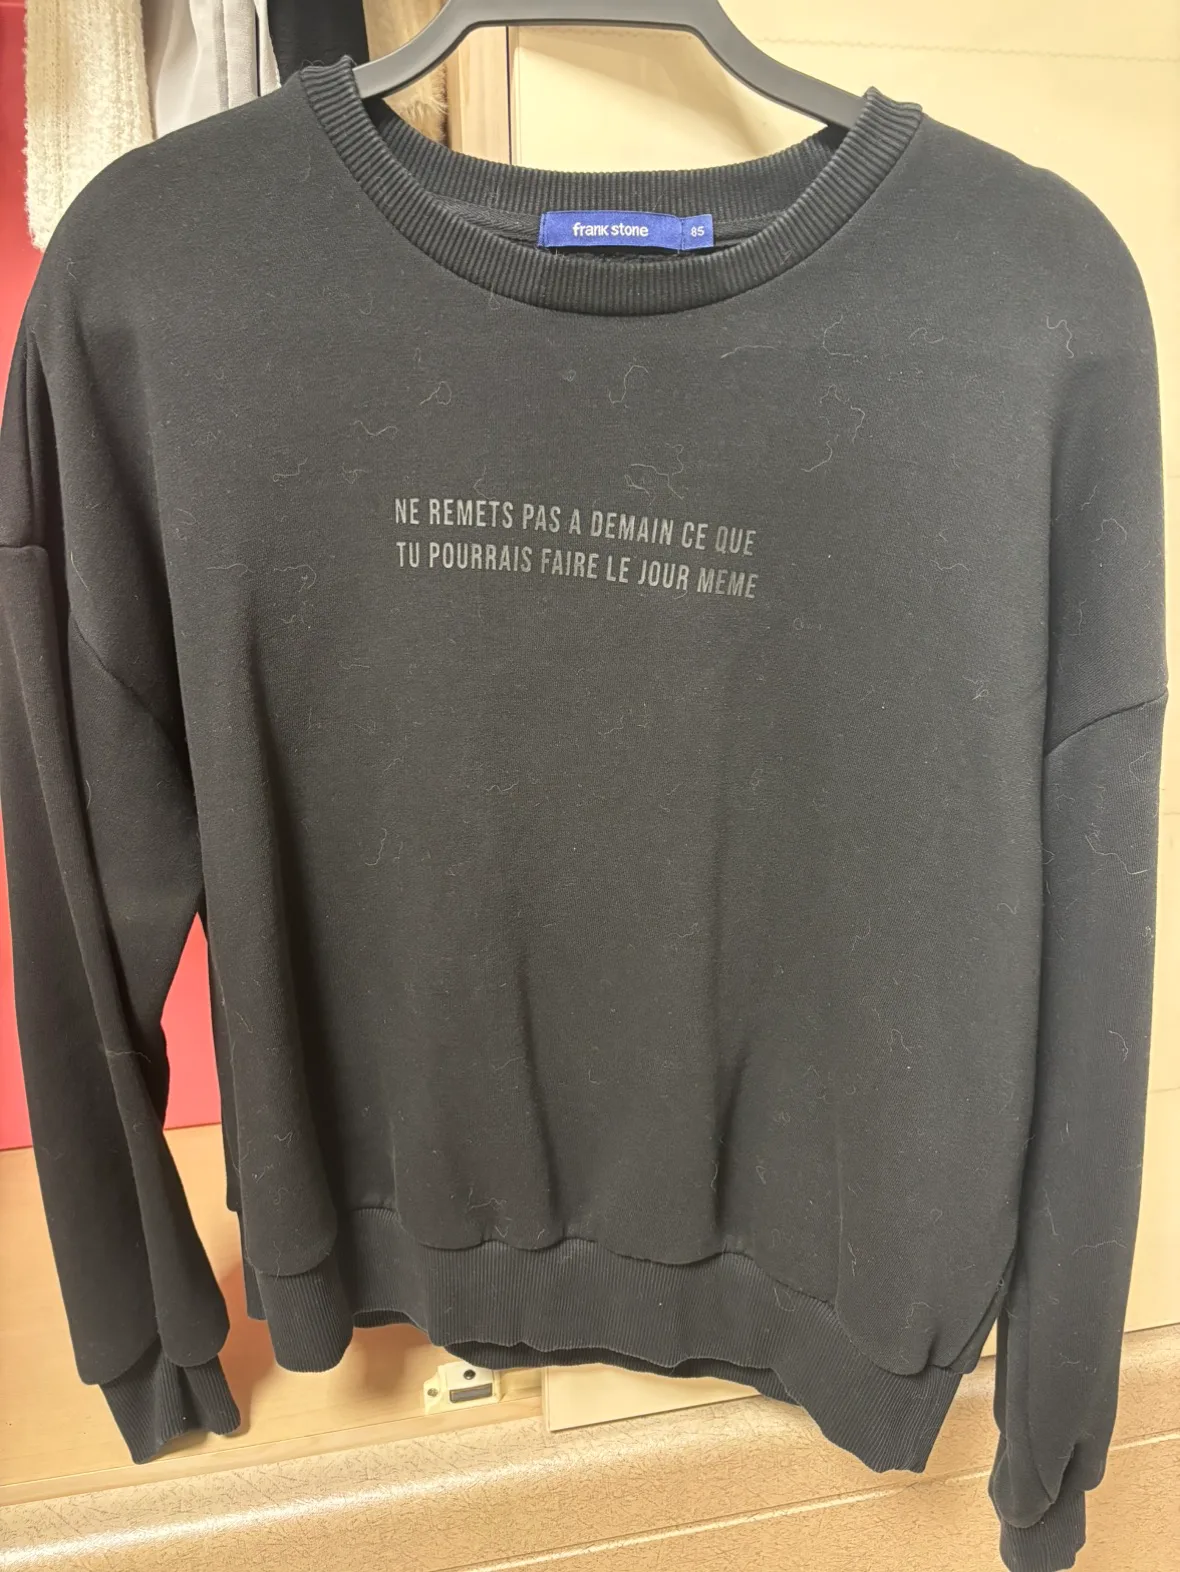 frank stone 85
NE REMETS PAS A DEMAIN CE QUE
TU POURRAIS FAIRE LE JOUR MEME